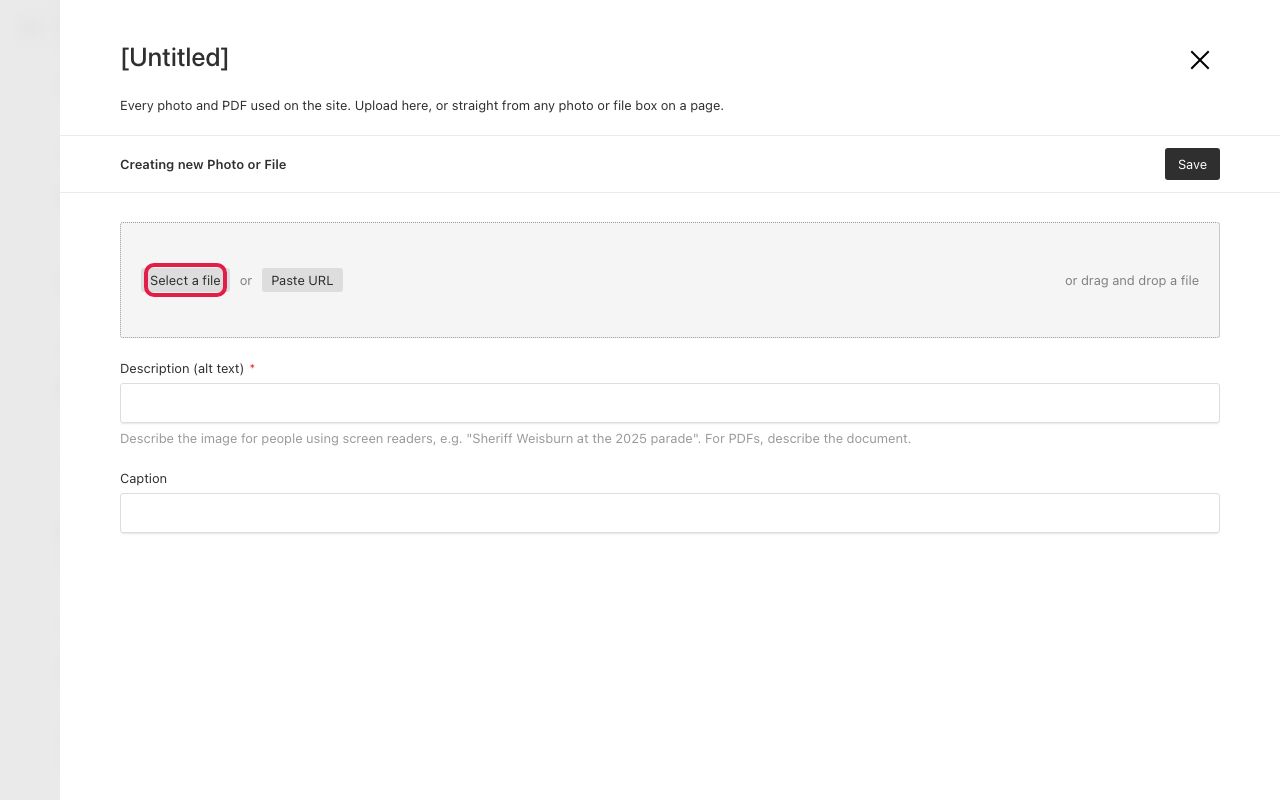 [Untitled]
Every photo and PDF used on the site. Upload here, or straight from any photo or file box on a page.
Creating new Photo or File
Save
Select a file or Paste URL or drag and drop a file
Description (alt text) *
Describe the image for people using screen readers, e.g. "Sheriff Weisburn at the 2025 parade". For PDFs, describe the document.
Caption